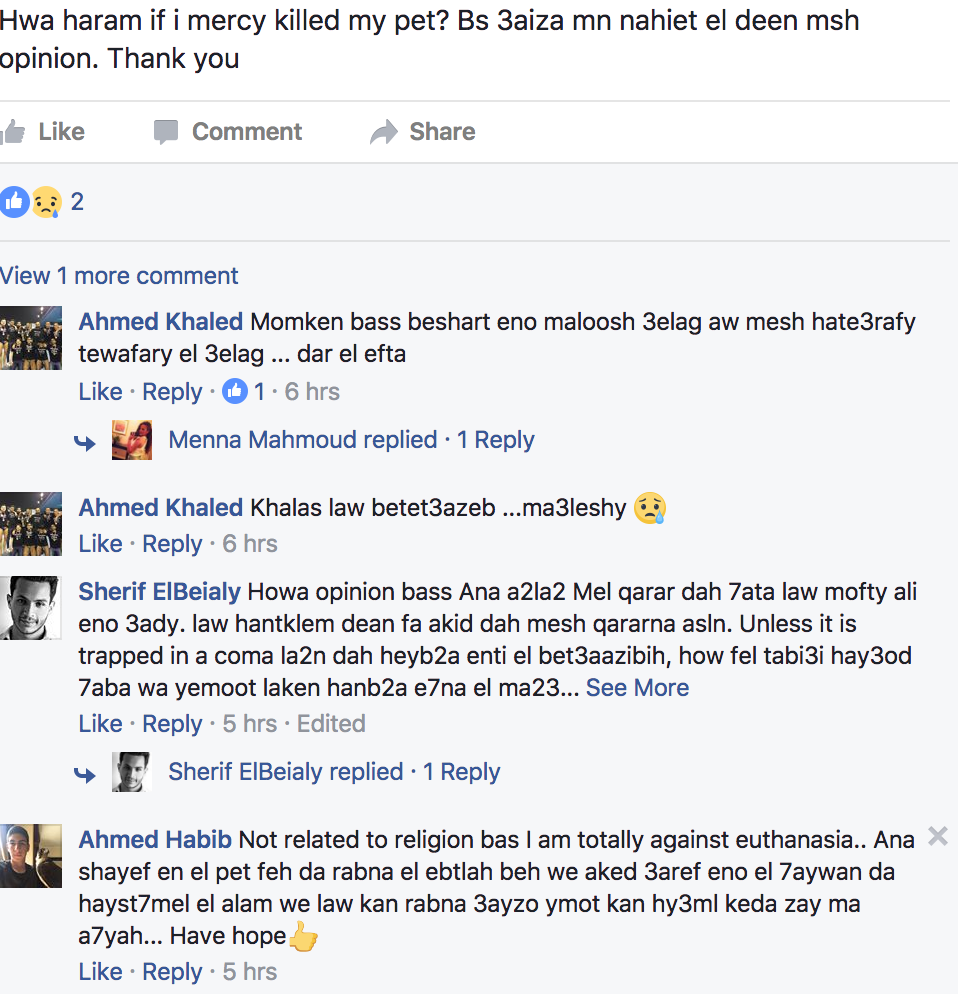 Hwa haram if i mercy killed my pet? Bs 3aiza mn nahiet el deen msh
opinion. Thank you
Like Comment Share
2
View 1 more comment
Ahmed Khaled Momken bass beshart eno maloosh 3elag aw mesh hate3rafy
tewafary el 3elag ... dar el efta
Like · Reply · 1 · 6 hrs
Menna Mahmoud replied · 1 Reply
Ahmed Khaled Khalas law betet3azeb ...ma3leshy 😢
Like · Reply · 6 hrs
Sherif ElBeialy Howa opinion bass Ana a2la2 Mel qarar dah 7ata law mofty ali
eno 3ady. law hantklem dean fa akid dah mesh qararna asln. Unless it is
trapped in a coma la2n dah heyb2a enti el bet3aazibih, how fel tabi3i hay3od
7aba wa yemoot laken hanb2a e7na el ma23... See More
Like · Reply · 5 hrs · Edited
Sherif ElBeialy replied · 1 Reply
Ahmed Habib Not related to religion bas I am totally against euthanasia.. Ana
shayef en el pet feh da rabna el ebtlah beh we aked 3aref eno el 7aywan da
hayst7mel el alam we law kan rabna 3ayzo ymot kan hy3ml keda zay ma
a7yah... Have hope👍
Like · Reply · 5 hrs